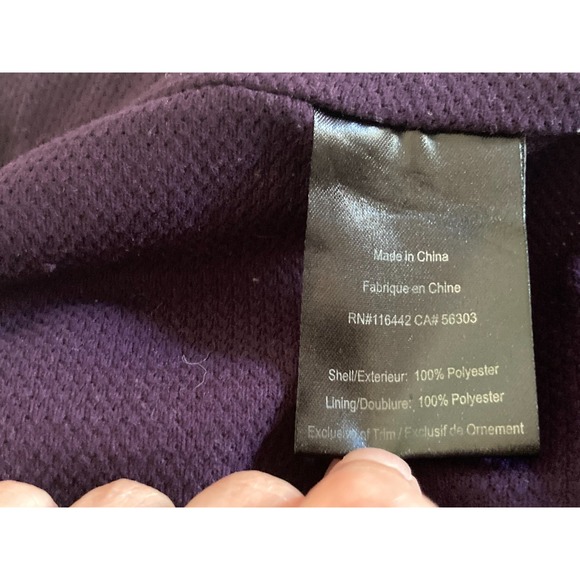 Made in China
Fabrique en Chine
RN#116442 CA# 56303
Shell/Exterieur: 100% Polyester
Lining/Doublure: 100% Polyester
Exclusive of Trim / Exclusif de Ornement